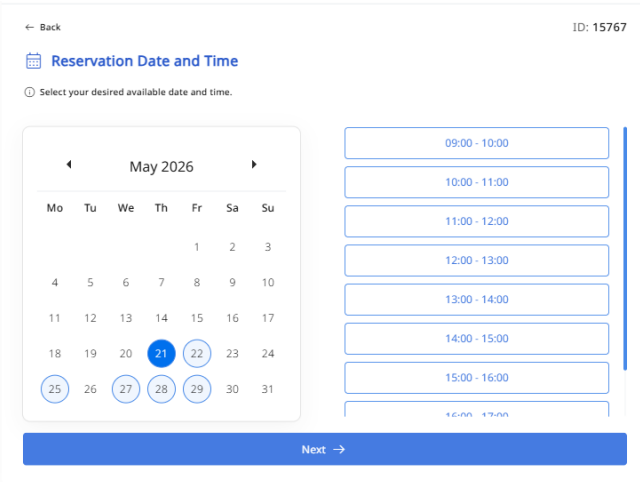 ← Back
ID: 15767
Reservation Date and Time
Select your desired available date and time.
May 2026
Mo Tu We Th Fr Sa Su
1 2 3
4 5 6 7 8 9 10
11 12 13 14 15 16 17
18 19 20 21 22 23 24
25 26 27 28 29 30 31
09:00 - 10:00
10:00 - 11:00
11:00 - 12:00
12:00 - 13:00
13:00 - 14:00
14:00 - 15:00
15:00 - 16:00
16:00 - 17:00
Next →